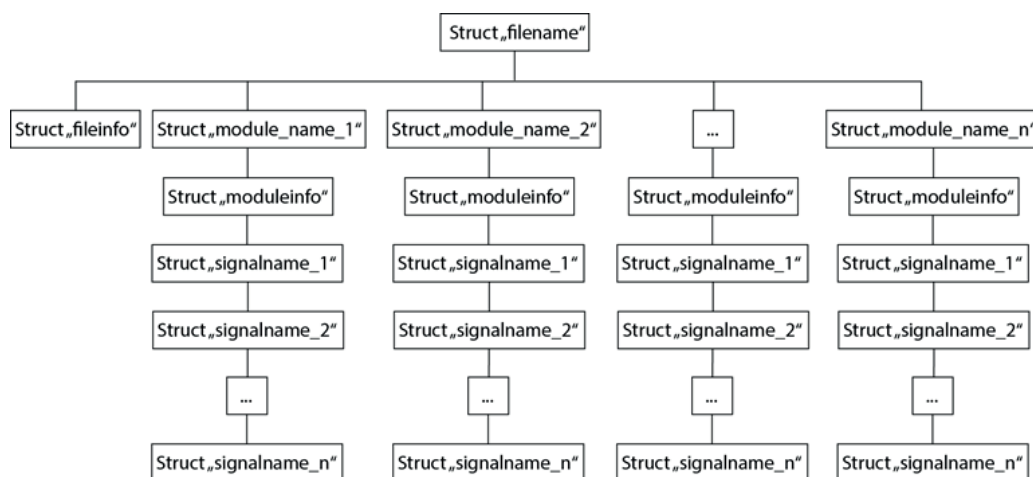 Struct„filename“
Struct„fileinfo“
Struct„module_name_1“
Struct„module_name_2“
...
Struct„module_name_n“
Struct„moduleinfo“
Struct„moduleinfo“
Struct„moduleinfo“
Struct„moduleinfo“
Struct„signalname_1“
Struct„signalname_1“
Struct„signalname_1“
Struct„signalname_1“
Struct„signalname_2“
Struct„signalname_2“
Struct„signalname_2“
Struct„signalname_2“
...
...
...
...
Struct„signalname_n“
Struct„signalname_n“
Struct„signalname_n“
Struct„signalname_n“